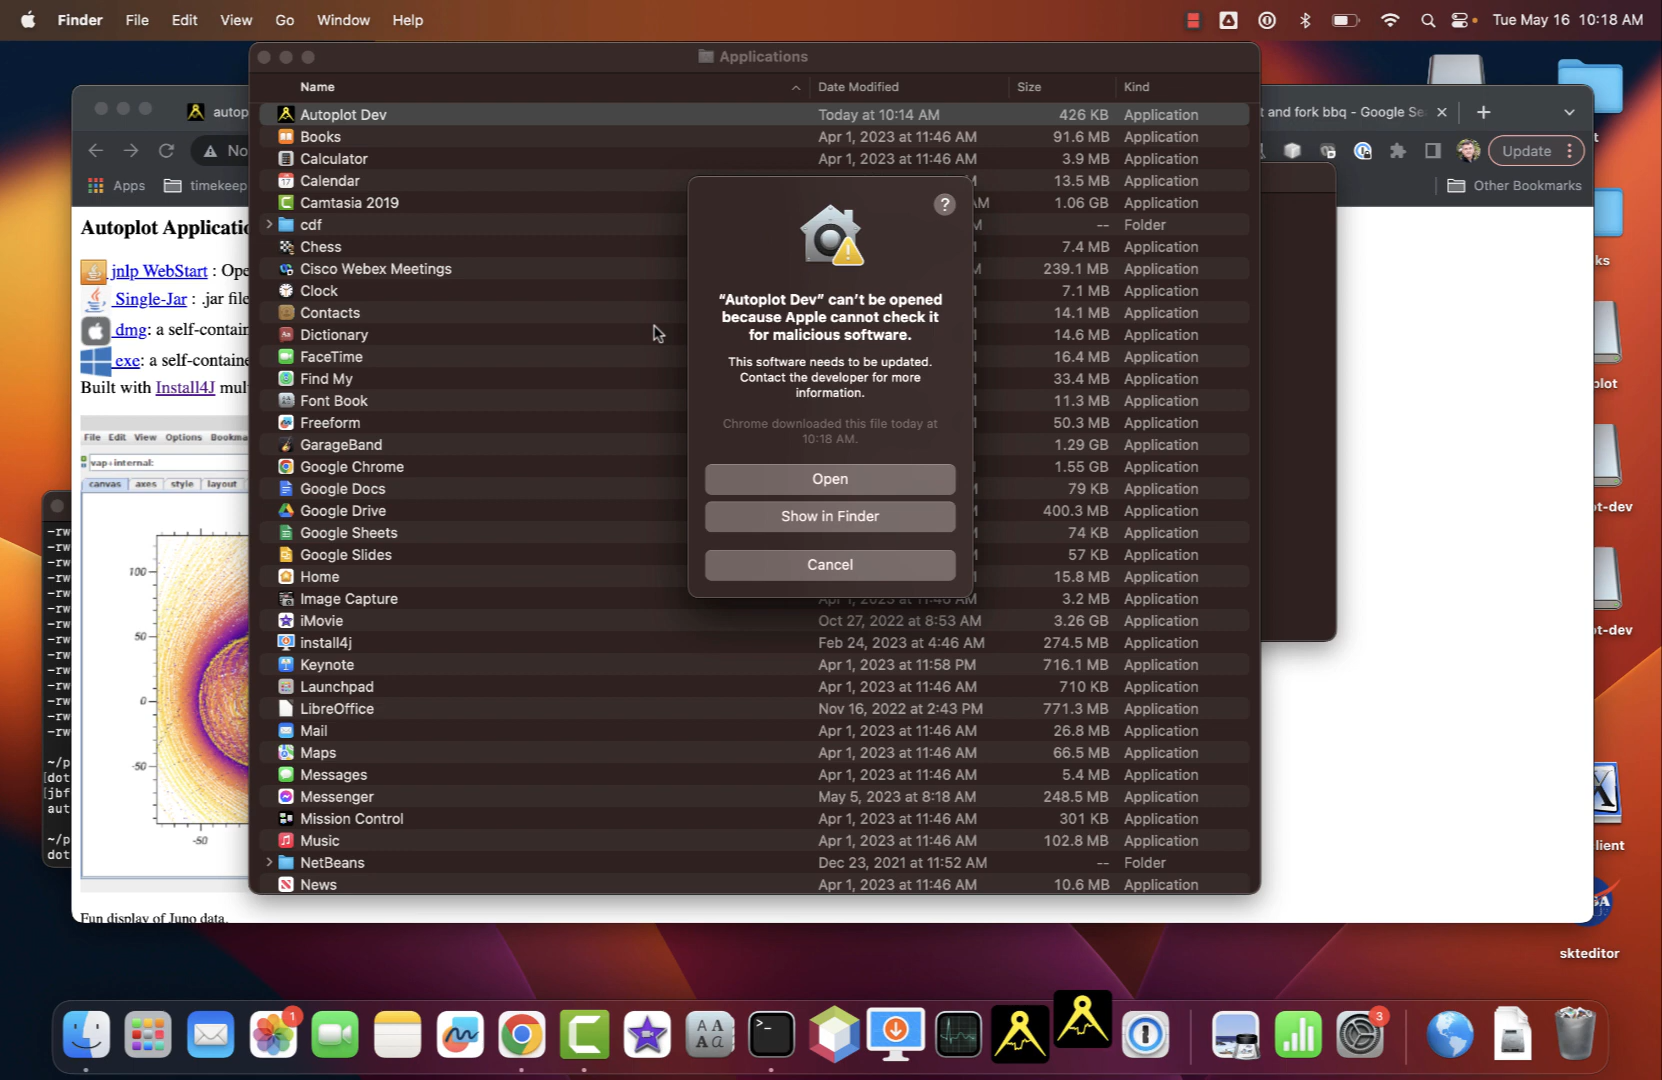 Finder File Edit View Go Window Help
Tue May 16 10:18 AM
Applications
Name Date Modified Size Kind
Autoplot Dev Today at 10:14 AM 426 KB Application
Books Apr 1, 2023 at 11:46 AM 91.6 MB Application
Calculator Apr 1, 2023 at 11:46 AM 3.9 MB Application
Calendar 13.5 MB Application
Camtasia 2019 AM 1.06 GB Application
cdf -- Folder
Chess 7.4 MB Application
Cisco Webex Meetings 239.1 MB Application
Clock 7.1 MB Application
Contacts 14.1 MB Application
Dictionary 14.6 MB Application
FaceTime 16.4 MB Application
Find My 33.4 MB Application
Font Book 11.3 MB Application
Freeform 50.3 MB Application
GarageBand 1.29 GB Application
Google Chrome 1.55 GB Application
Google Docs 79 KB Application
Google Drive 400.3 MB Application
Google Sheets 74 KB Application
Google Slides 57 KB Application
Home 15.8 MB Application
Image Capture Apr 1, 2023 at 11:46 AM 3.2 MB Application
iMovie Oct 27, 2022 at 8:53 AM 3.26 GB Application
install4j Feb 24, 2023 at 4:46 AM 274.5 MB Application
Keynote Apr 1, 2023 at 11:58 PM 716.1 MB Application
Launchpad Apr 1, 2023 at 11:46 AM 710 KB Application
LibreOffice Nov 16, 2022 at 2:43 PM 771.3 MB Application
Mail Apr 1, 2023 at 11:46 AM 26.8 MB Application
Maps Apr 1, 2023 at 11:46 AM 66.5 MB Application
Messages Apr 1, 2023 at 11:46 AM 5.4 MB Application
Messenger May 5, 2023 at 8:18 AM 248.5 MB Application
Mission Control Apr 1, 2023 at 11:46 AM 301 KB Application
Music Apr 1, 2023 at 11:46 AM 102.8 MB Application
NetBeans Dec 23, 2021 at 11:52 AM -- Folder
News Apr 1, 2023 at 11:46 AM 10.6 MB Application
?
“Autoplot Dev” can’t be opened
because Apple cannot check it
for malicious software.
This software needs to be updated.
Contact the developer for more
information.
Chrome downloaded this file today at
10:18 AM.
Open
Show in Finder
Cancel
autop
No
Apps timekeep
Autoplot Applicatio
jnlp WebStart : Ope
Single-Jar : .jar file
dmg: a self-contain
exe: a self-containe
Built with Install4J mul
File Edit View Options Bookma
vap+internal:
canvas axes style layout
100
50
0
-50
-50
Fun display of Juno data.
t and fork bbq - Google Se
Update
Other Bookmarks
-rw
-rw
-rw
-rw
-rw
-rw
-rw
-rw
-rw
-rw
-rw
-rw
-rw
-rw
~/p
[dot
[jbf
aut
~/p
dot
t
ks
plot
t-dev
t-dev
lient
skteditor
1
3